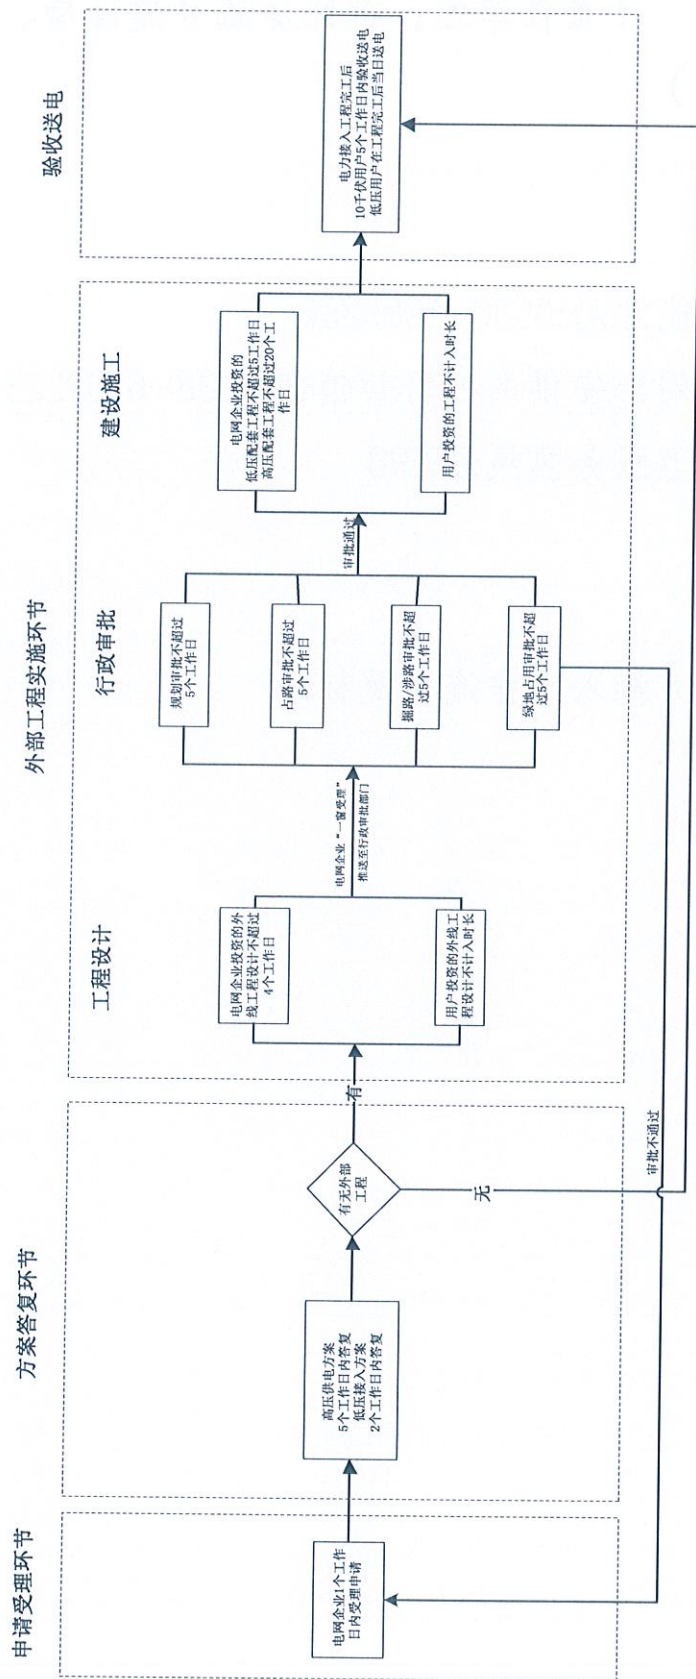 申请受理环节
电网企业1个工作
日内受理申请
方案答复环节
高压供电方案
5个工作日内答复
低压接入方案
2个工作日内答复
有无外部
工程
有
无
外部工程实施环节
工程设计
电网企业投资的外
线工程设计不超过
4个工作日
用户投资的外线工
程设计不计入时长
电网企业“一窗受理”
推送至行政审批部门
行政审批
规划审批不超过
5个工作日
占路审批不超过
5个工作日
掘路/涉路审批不超
过5个工作日
绿地占用审批不超
过5个工作日
审批通过
审批不通过
建设施工
电网企业投资的
低压配套工程不超过5工作日
高压配套工程不超过20个工
作日
用户投资的工程不计入时长
验收送电
电力接入工程完工后
10千伏用户5个工作日内验收送电
低压用户在工程完工后当日送电